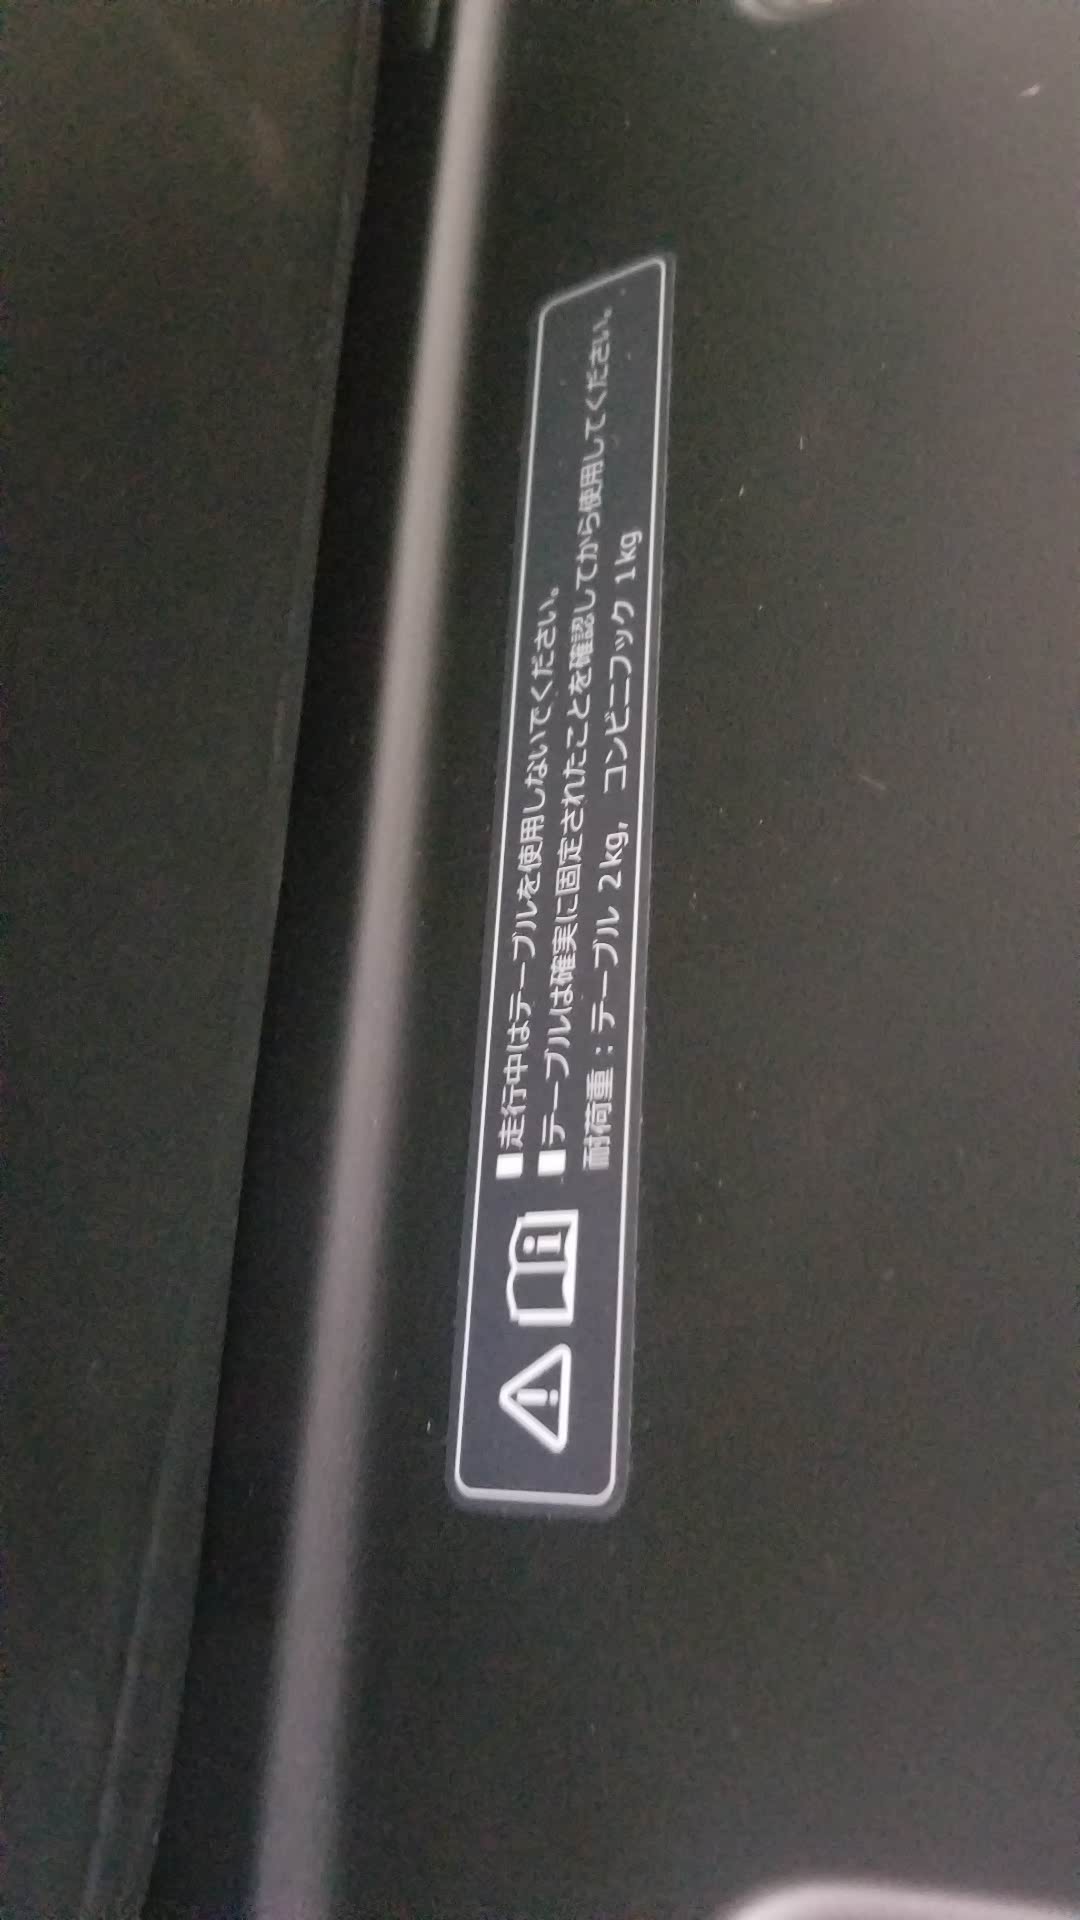 ■走行中はテーブルを使用しないでください。
■テーブルは確実に固定されたことを確認してから使用してください。
耐荷重：テーブル 2kg, コンビニフック 1kg